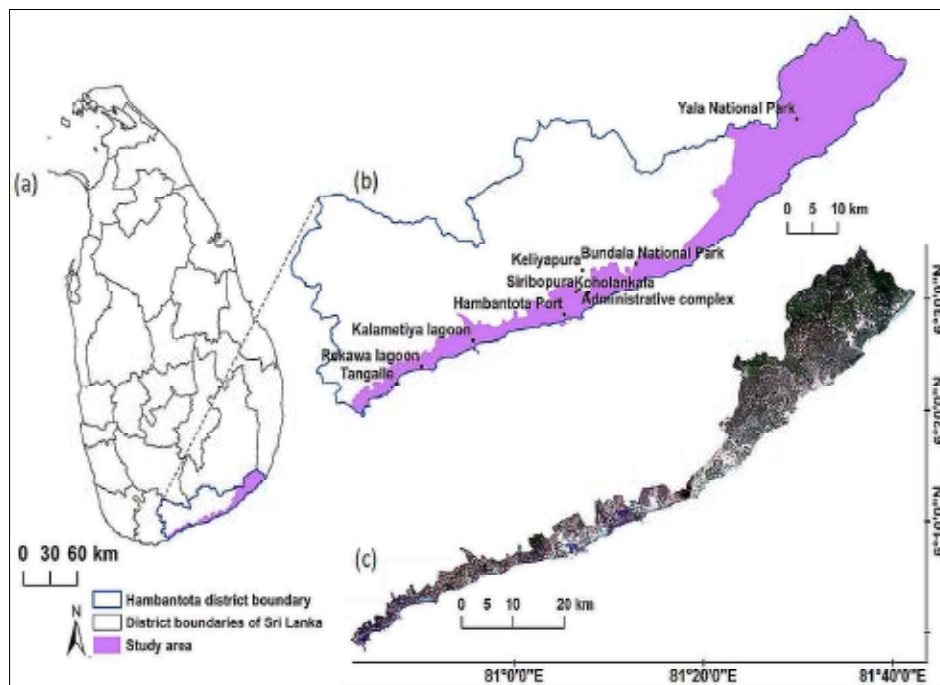 (a)
(b)
Yala National Park
0 5 10 km
Keliyapura
Bundala National Park
Siribopura
Koholankala
Hambantota Port
Administrative complex
Kalametiya lagoon
Rekawa lagoon
Tangalle
(c)
0 5 10 20 km
0 30 60 km
N
Hambantota district boundary
District boundaries of Sri Lanka
Study area
81°0'0"E
81°20'0"E
81°40'0"E